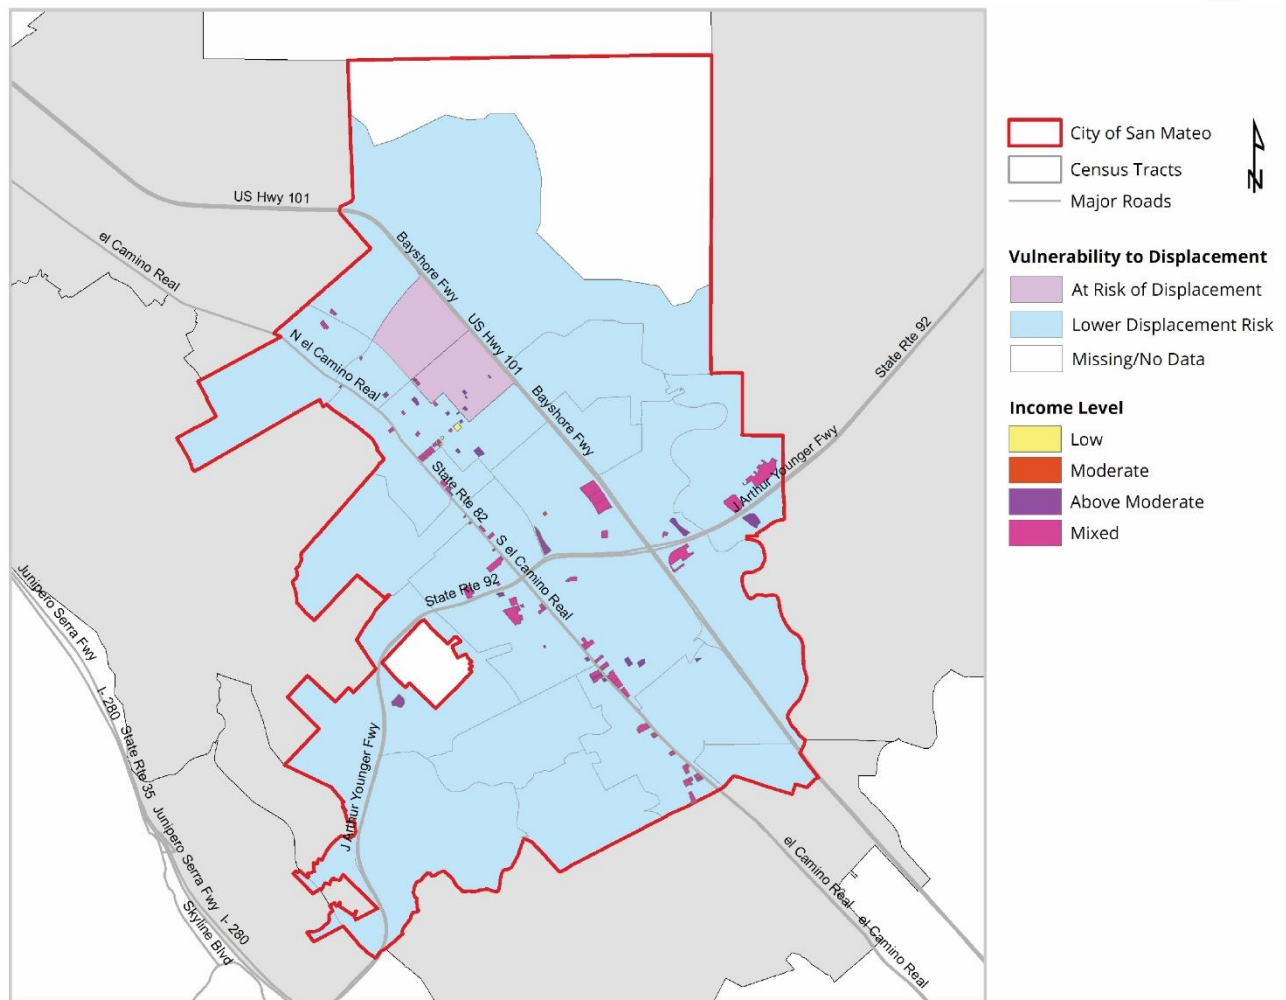 City of San Mateo
Census Tracts
Major Roads
N
Vulnerability to Displacement
At Risk of Displacement
Lower Displacement Risk
Missing/No Data
Income Level
Low
Moderate
Above Moderate
Mixed
US Hwy 101
el Camino Real
Bayshore Fwy
US Hwy 101
N el Camino Real
Bayshore Fwy
State Rte 92
J Arthur Younger Fwy
State Rte 82
S el Camino Real
State Rte 92
Junipero Serra Fwy
I- 280
State Rte 35
J Arthur Younger Fwy
Junipero Serra Fwy
I- 280
Skyline Blvd
el Camino Real
el Camino Real